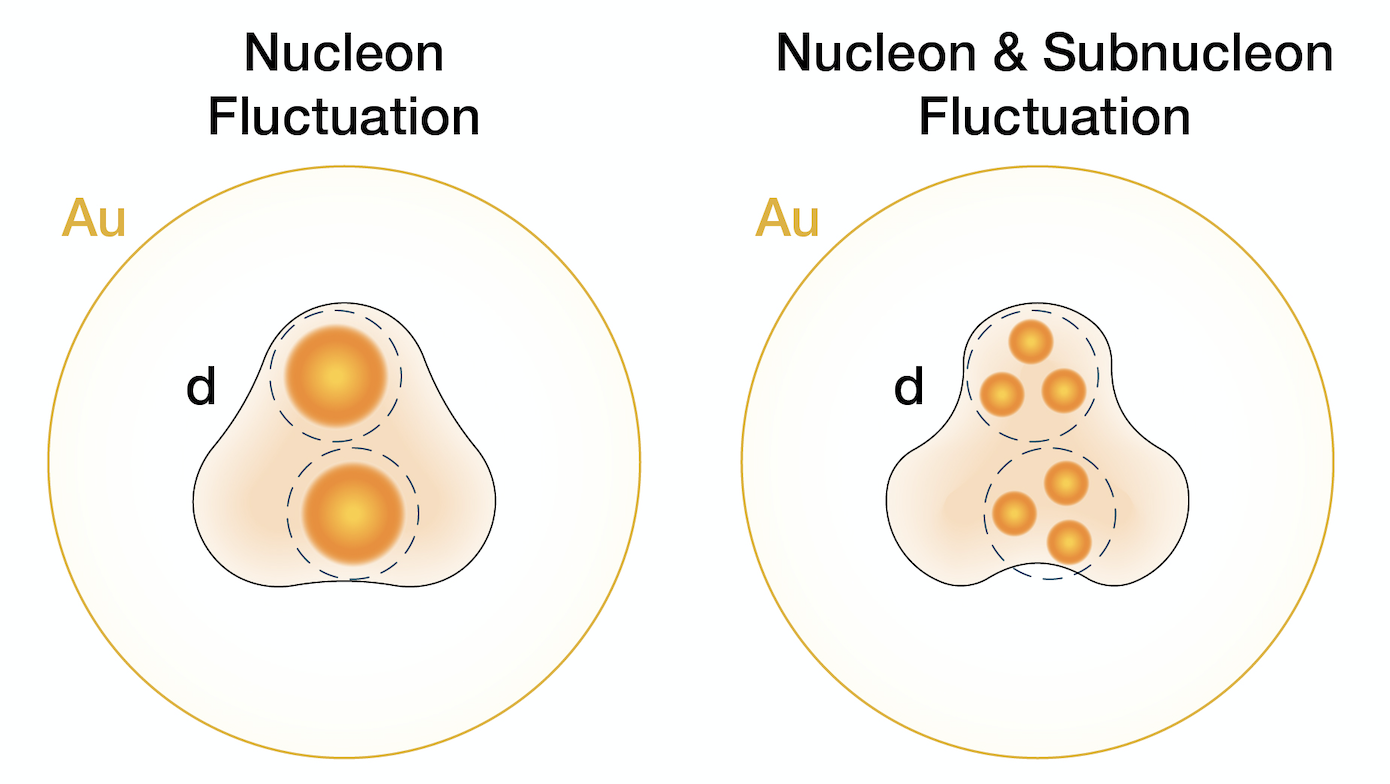 Nucleon
Fluctuation
Au
d
Nucleon & Subnucleon
Fluctuation
Au
d